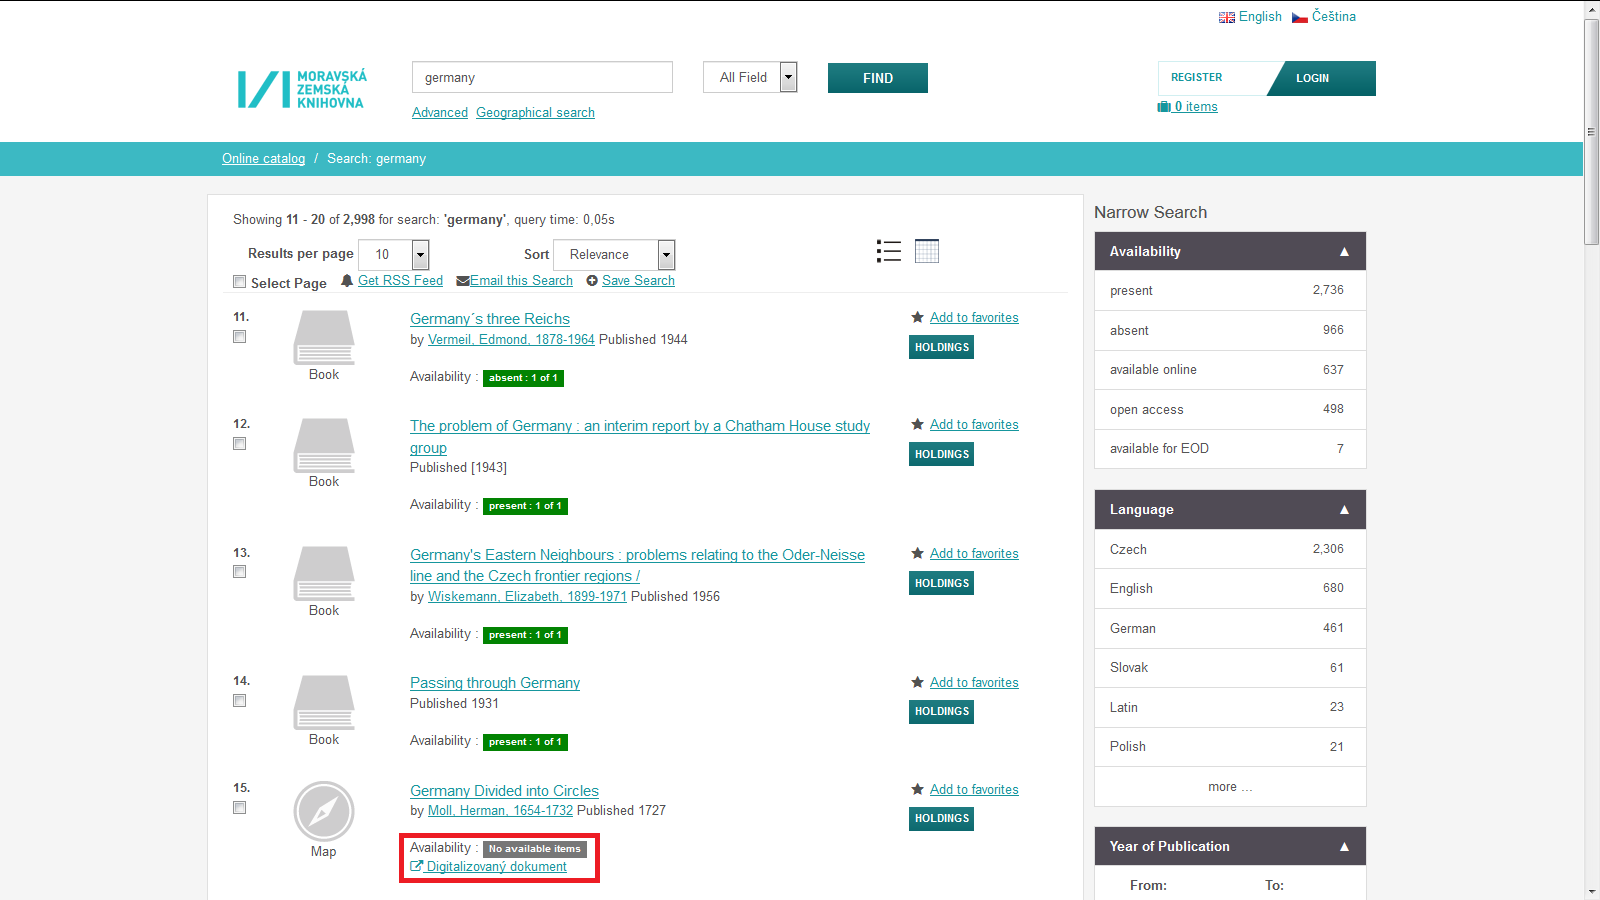 English Čeština
MORAVSKÁ
ZEMSKÁ
KNIHOVNA
germany
All Field
FIND
REGISTER
LOGIN
Advanced Geographical search
0 items
Online catalog / Search: germany
Showing 11 - 20 of 2,998 for search: 'germany', query time: 0,05s
Results per page 10 Sort Relevance
Select Page Get RSS Feed Email this Search Save Search
11.
Book
Germany´s three Reichs
by Vermeil, Edmond, 1878-1964 Published 1944
Availability : absent : 1 of 1
Add to favorites
HOLDINGS
12.
Book
The problem of Germany : an interim report by a Chatham House study
group
Published [1943]
Availability : present : 1 of 1
Add to favorites
HOLDINGS
13.
Book
Germany's Eastern Neighbours : problems relating to the Oder-Neisse
line and the Czech frontier regions /
by Wiskemann, Elizabeth, 1899-1971 Published 1956
Availability : present : 1 of 1
Add to favorites
HOLDINGS
14.
Book
Passing through Germany
Published 1931
Availability : present : 1 of 1
Add to favorites
HOLDINGS
15.
Map
Germany Divided into Circles
by Moll, Herman, 1654-1732 Published 1727
Availability : No available items
Digitalizovaný dokument
Add to favorites
HOLDINGS
Narrow Search
Availability ▲
present 2,736
absent 966
available online 637
open access 498
available for EOD 7
Language ▲
Czech 2,306
English 680
German 461
Slovak 61
Latin 23
Polish 21
more ...
Year of Publication ▲
From: To: